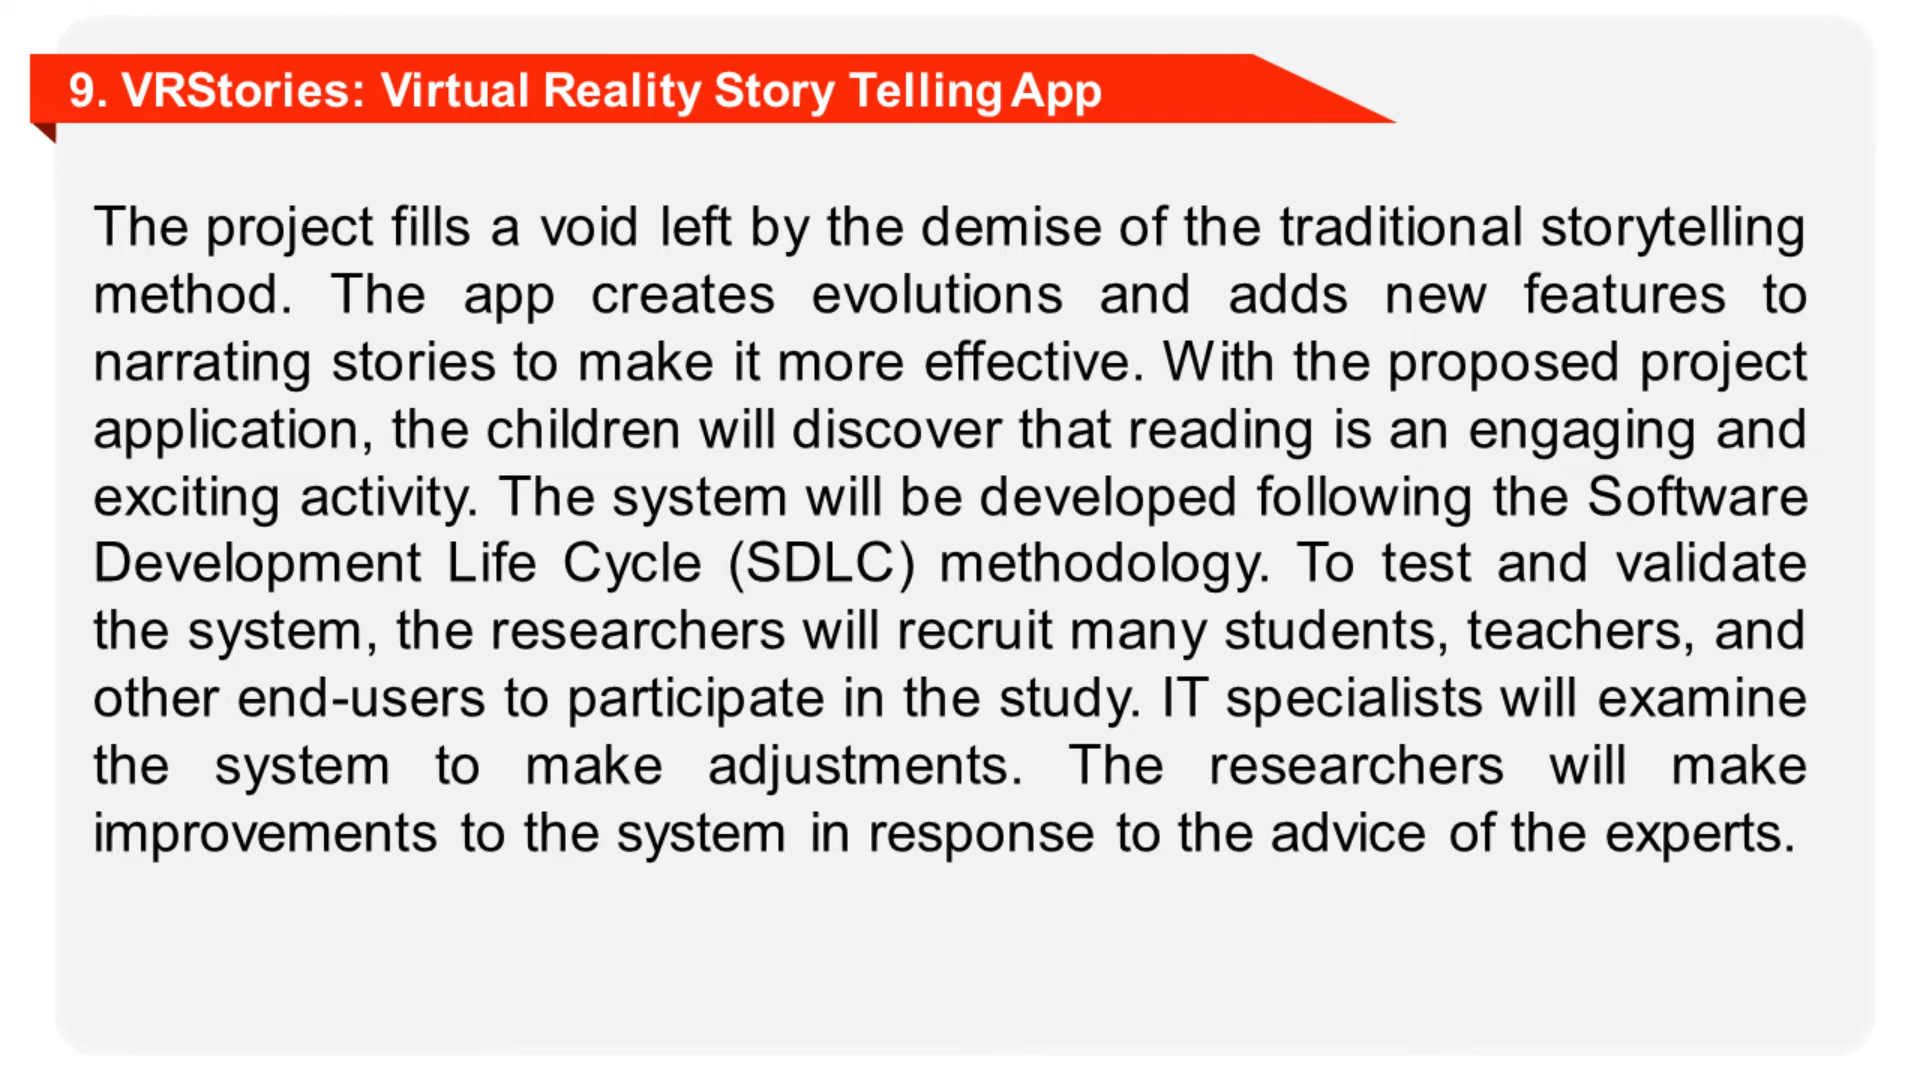 9. VRStories: Virtual Reality Story Telling App
The project fills a void left by the demise of the traditional storytelling
method. The app creates evolutions and adds new features to
narrating stories to make it more effective. With the proposed project
application, the children will discover that reading is an engaging and
exciting activity. The system will be developed following the Software
Development Life Cycle (SDLC) methodology. To test and validate
the system, the researchers will recruit many students, teachers, and
other end-users to participate in the study. IT specialists will examine
the system to make adjustments. The researchers will make
improvements to the system in response to the advice of the experts.